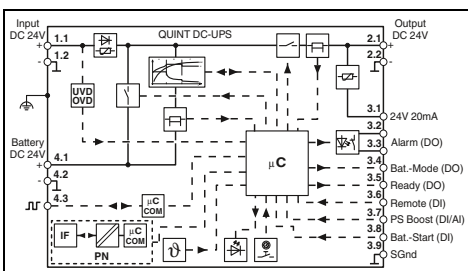 Input
DC 24V
QUINT DC-UPS
Output
DC 24V
1.1
+
1.2
-
2.1
+
2.2
-
UVD
OVD
3.1
24V 20mA
3.2
3.3
Alarm (DO)
Battery
DC 24V
4.1
+
4.2
-
4.3
µC
COM
µC
3.4
Bat.-Mode (DO)
3.5
Ready (DO)
3.6
Remote (DI)
3.7
PS Boost (DI/AI)
3.8
Bat.-Start (DI)
3.9
SGnd
IF
µC
COM
PN
ϑ